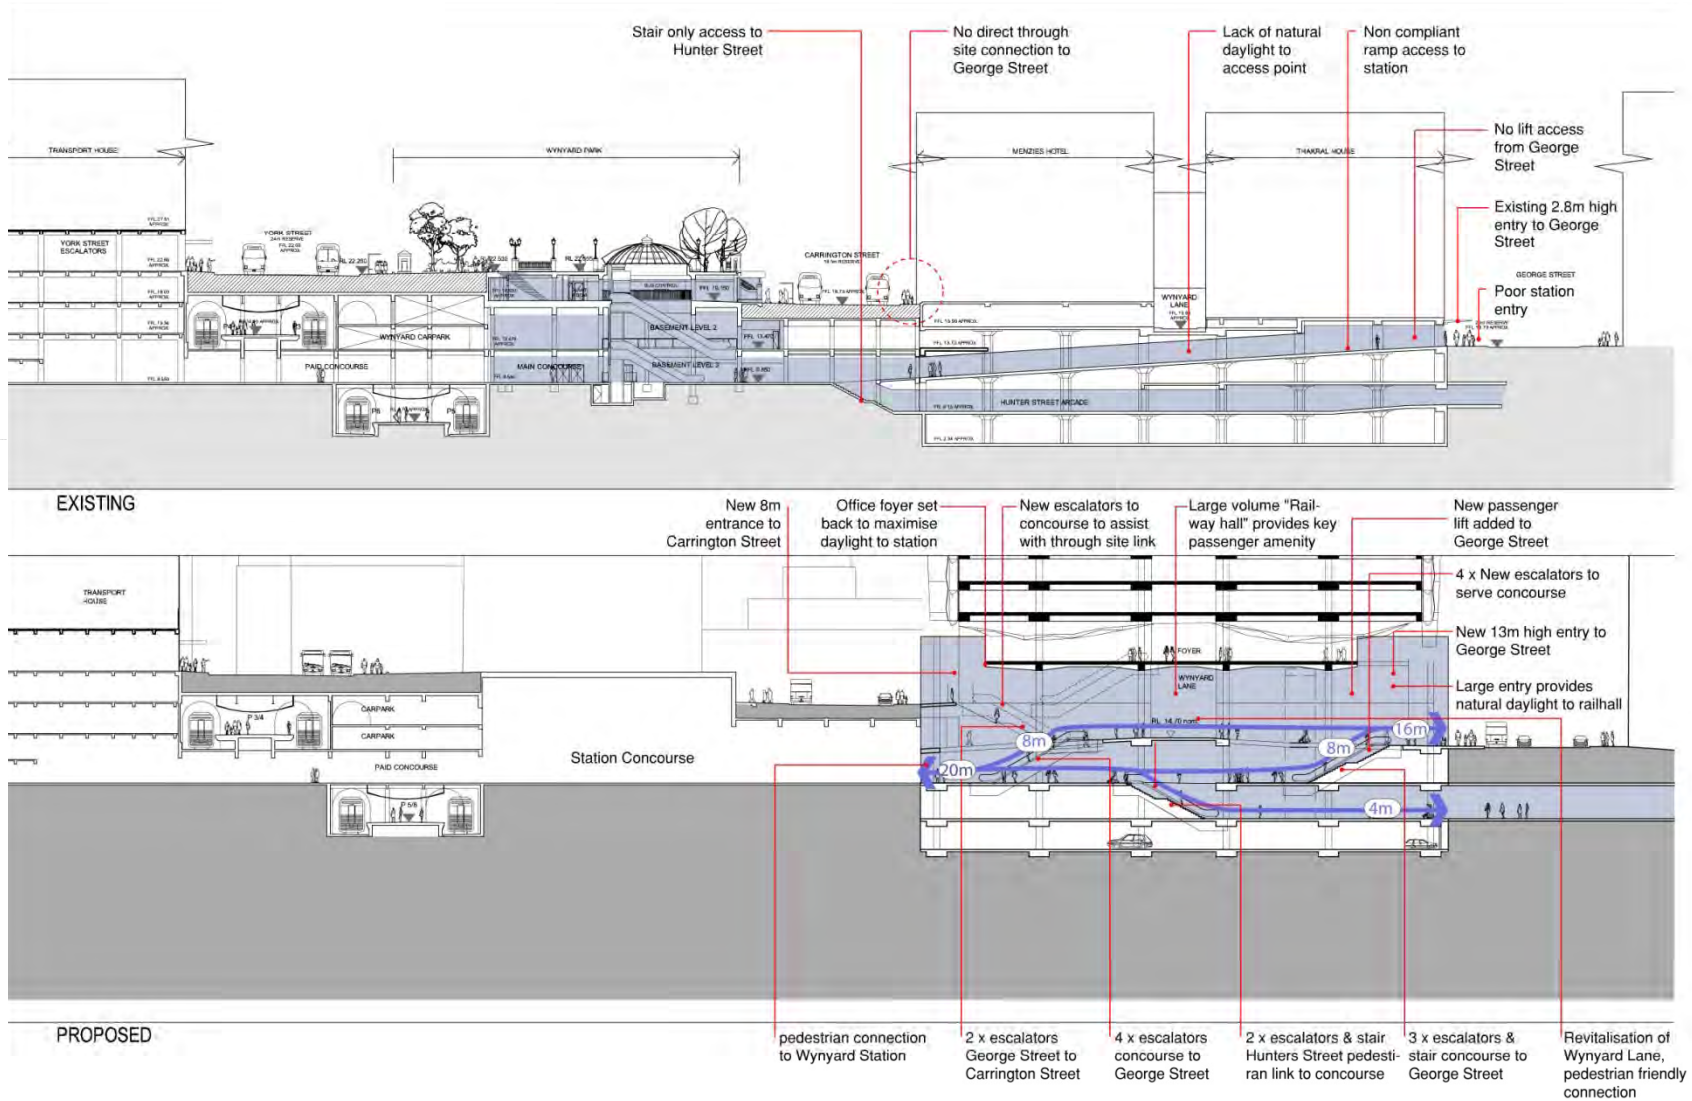 Stair only access to
Hunter Street
No direct through
site connection to
George Street
Lack of natural
daylight to
access point
Non compliant
ramp access to
station
No lift access
from George
Street
Existing 2.8m high
entry to George
Street
Poor station
entry
TRANSPORT HOUSE
WYNYARD PARK
MENZIES HOTEL
THAKRAL HOUSE
YORK STREET
ESCALATORS
YORK STREET
CARRINGTON STREET
GEORGE STREET
WYNYARD
LANE
BASEMENT LEVEL 2
WYNYARD CARPARK
PAID CONCOURSE
MAIN CONCOURSE
BASEMENT LEVEL 3
HUNTER STREET ARCADE
EXISTING
New 8m
entrance to
Carrington Street
Office foyer set
back to maximise
daylight to station
New escalators to
concourse to assist
with through site link
Large volume "Rail-
way hall" provides key
passenger amenity
New passenger
lift added to
George Street
4 x New escalators to
serve concourse
New 13m high entry to
George Street
Large entry provides
natural daylight to railhall
TRANSPORT
HOUSE
FOYER
WYNYARD
LANE
P 3/4
CARPARK
CARPARK
PAID CONCOURSE
P 5/6
Station Concourse
8m
8m
16m
20m
4m
PROPOSED
pedestrian connection
to Wynyard Station
2 x escalators
George Street to
Carrington Street
4 x escalators
concourse to
George Street
2 x escalators & stair
Hunters Street pedesti-
ran link to concourse
3 x escalators &
stair concourse to
George Street
Revitalisation of
Wynyard Lane,
pedestrian friendly
connection